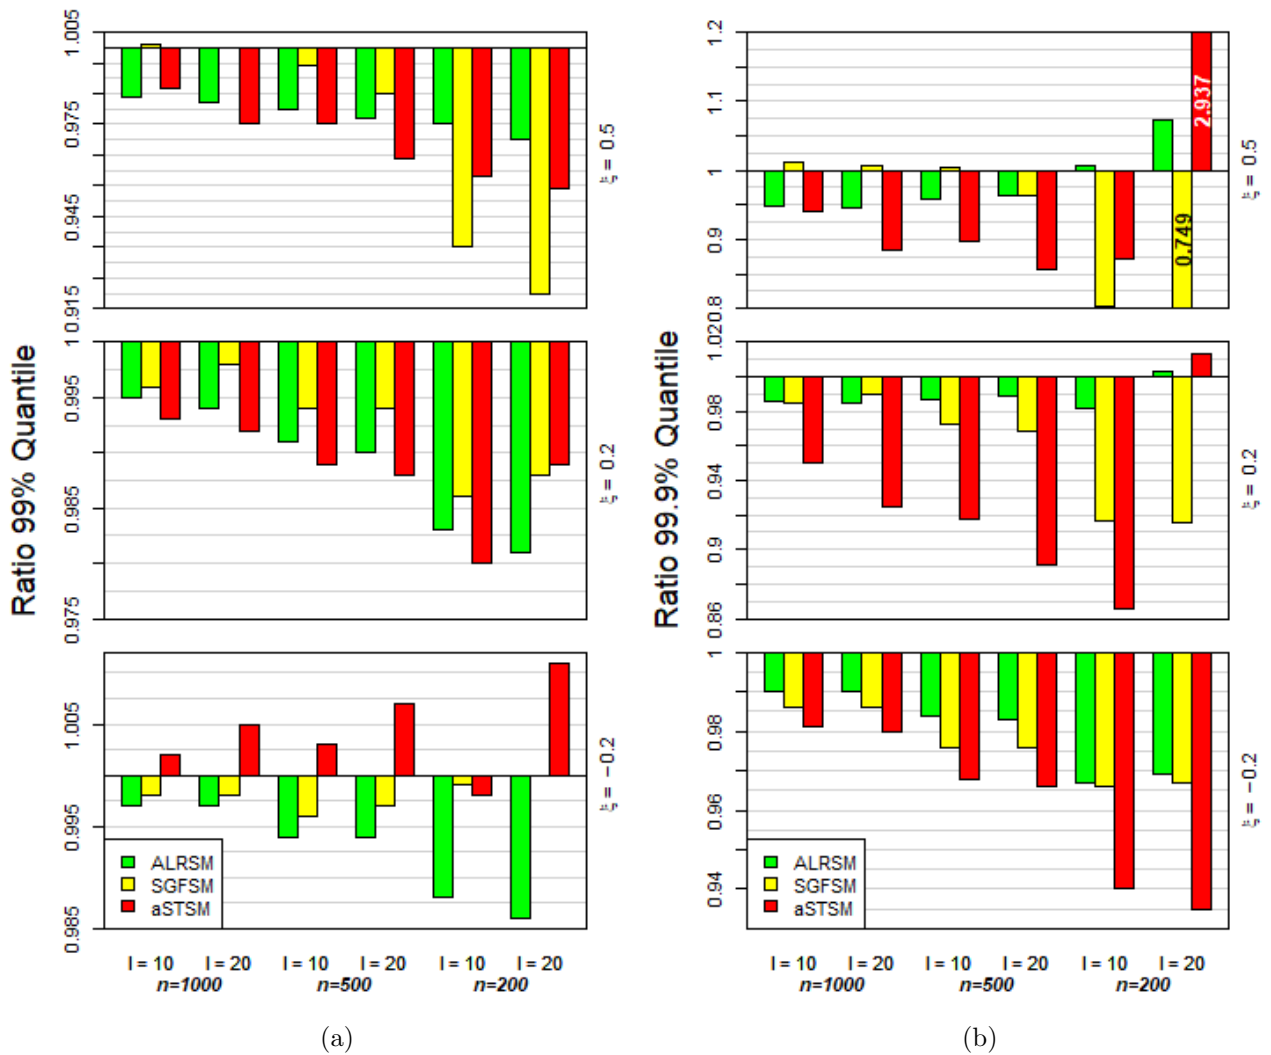 Ratio 99% Quantile
1.005
0.975
0.945
0.915
ξ = 0.5
1
0.995
0.985
0.975
ξ = 0.2
1.005
0.995
0.985
ξ = −0.2
ALRSM
SGFSM
aSTSM
l = 10 l = 20 l = 10 l = 20 l = 10 l = 20
n=1000 n=500 n=200
(a)
Ratio 99.9% Quantile
1.2
1.1
1
0.9
0.8
2.937
0.749
ξ = 0.5
1.02
0.98
0.94
0.9
0.86
ξ = 0.2
1
0.98
0.96
0.94
ξ = −0.2
ALRSM
SGFSM
aSTSM
l = 10 l = 20 l = 10 l = 20 l = 10 l = 20
n=1000 n=500 n=200
(b)